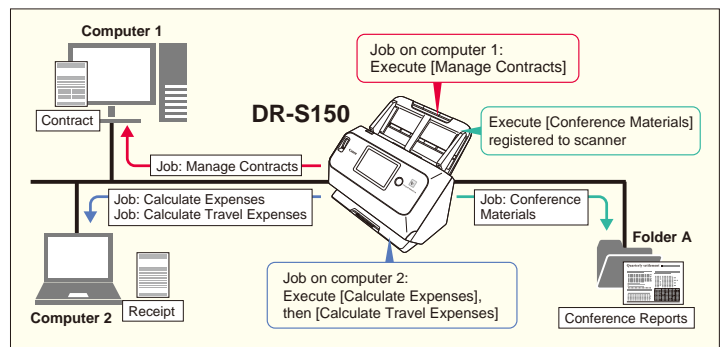 Computer 1
Contract
DR-S150
Job on computer 1:
Execute [Manage Contracts]
Execute [Conference Materials]
registered to scanner
Job: Manage Contracts
Job: Calculate Expenses
Job: Calculate Travel Expenses
Job: Conference
Materials
Folder A
Computer 2
Receipt
Job on computer 2:
Execute [Calculate Expenses],
then [Calculate Travel Expenses]
Quarterly settlement
Conference Reports